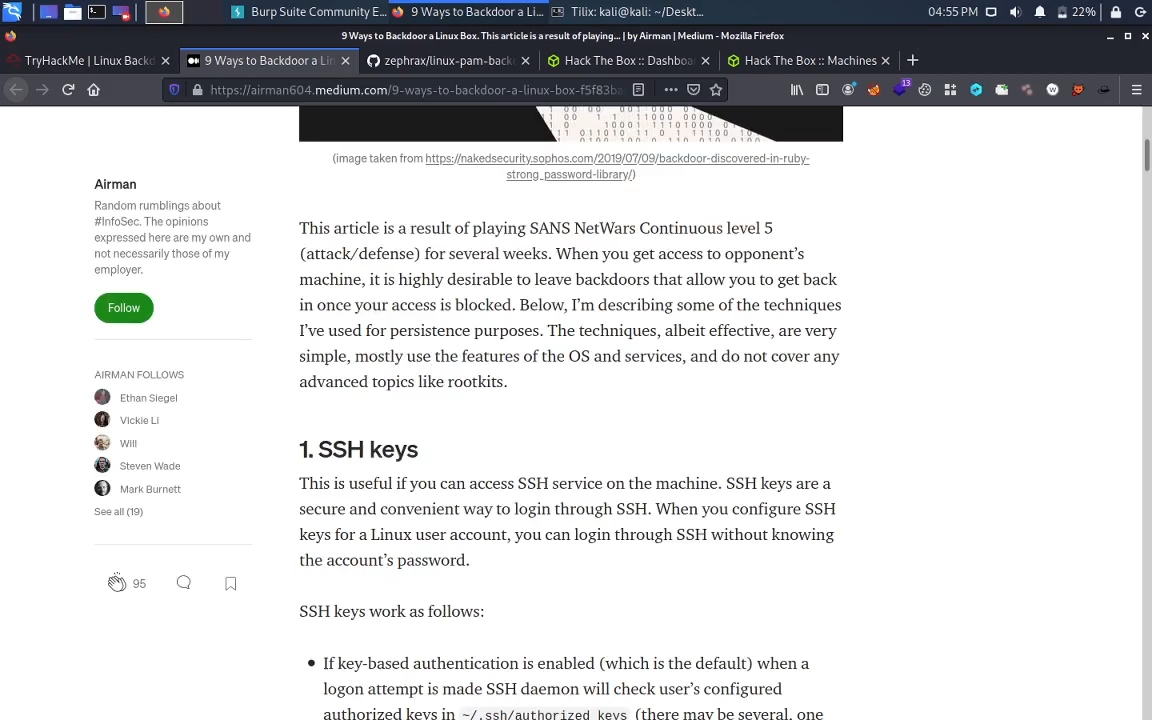 Burp Suite Community E...
9 Ways to Backdoor a Li...
Tilix: kali@kali: ~/Deskt...
04:55 PM
22%
9 Ways to Backdoor a Linux Box. This article is a result of playing... | by Airman | Medium - Mozilla Firefox
TryHackMe | Linux Backd
9 Ways to Backdoor a Lin
zephrax/linux-pam-back
Hack The Box :: Dashboa
Hack The Box :: Machines
https://airman604.medium.com/9-ways-to-backdoor-a-linux-box-f5f83ba
13
(image taken from https://nakedsecurity.sophos.com/2019/07/09/backdoor-discovered-in-ruby-
strong_password-library/)
Airman
Random rumblings about
#InfoSec. The opinions
expressed here are my own and
not necessarily those of my
employer.
Follow
AIRMAN FOLLOWS
Ethan Siegel
Vickie Li
Will
Steven Wade
Mark Burnett
See all (19)
95
This article is a result of playing SANS NetWars Continuous level 5
(attack/defense) for several weeks. When you get access to opponent’s
machine, it is highly desirable to leave backdoors that allow you to get back
in once your access is blocked. Below, I’m describing some of the techniques
I’ve used for persistence purposes. The techniques, albeit effective, are very
simple, mostly use the features of the OS and services, and do not cover any
advanced topics like rootkits.
1. SSH keys
This is useful if you can access SSH service on the machine. SSH keys are a
secure and convenient way to login through SSH. When you configure SSH
keys for a Linux user account, you can login through SSH without knowing
the account’s password.
SSH keys work as follows:
If key-based authentication is enabled (which is the default) when a
logon attempt is made SSH daemon will check user’s configured
authorized keys in ~/.ssh/authorized_keys (there may be several, one